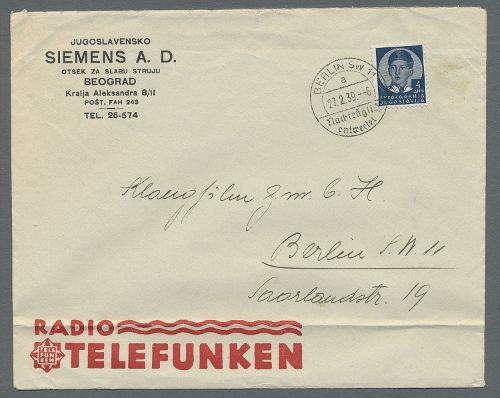 JUGOSLAVENSKO
SIEMENS A. D.
OTSEK ZA SLABU STRUJU
BEOGRAD
Kralja Aleksandra 8/II
POŠT. FAH 243
TEL. 25-574
BERLIN SW 11
a
27.2.39.–6
Nachträglich
entwertet
ЈУГОСЛАВИЈА
JUGOSLAVIJA
Klangfilm G.m.b.H.
Berlin S.W. 11
Saarlandstr. 19
RADIO
TELEFUNKEN
TELE
FUN
KEN